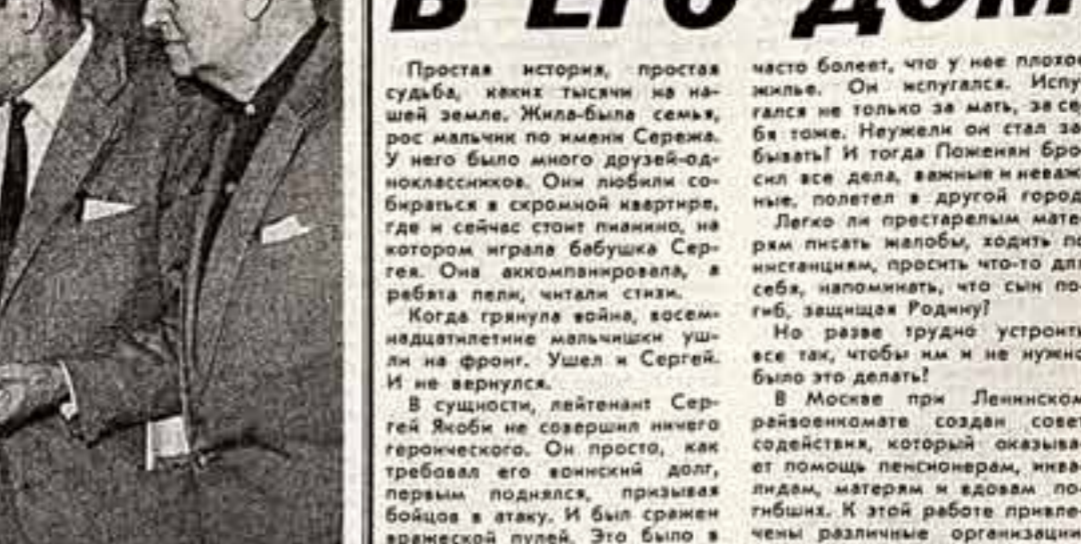 В ЕГО ДОМ
Простая история, простая
судьба, каких тысячи на на-
шей земле. Жила-была семья,
рос мальчик по имени Сережа.
У него было много друзей-од-
ноклассников. Они любили со-
бираться в скромной квартире,
где и сейчас стоит пианино, на
котором играла бабушка Сер-
гея. Она аккомпанировала, а
ребята пели, читали стихи.
Когда грянула война, восем-
надцатилетние мальчишки уш-
ли на фронт. Ушел и Сергей.
И не вернулся.
В сущности, лейтенант Сер-
гей Якоби не совершил ничего
героического. Он просто, как
требовал его воинский долг,
первым поднялся, призывая
бойцов в атаку. И был сражен
вражеской пулей. Это было в
часто болеет, что у нее плохое
жилье. Он испугался. Испу-
гался не только за мать, за се-
бя тоже. Неужели он стал за-
бывать? И тогда Поженян бро-
сил все дела, важные и неваж-
ные, полетел в другой город.
Легко ли престарелым мате-
рям писать жалобы, ходить по
инстанциям, просить что-то для
себя, напоминать, что сын по-
гиб, защищая Родину?
Но разве трудно устроить
все так, чтобы им и не нужно
было это делать?
В Москве при Ленинском
райвоенкомате создан совет
содействия, который оказыва-
ет помощь пенсионерам, инва-
лидам, матерям и вдовам по-
гибших. К этой работе привле-
чены различные организации